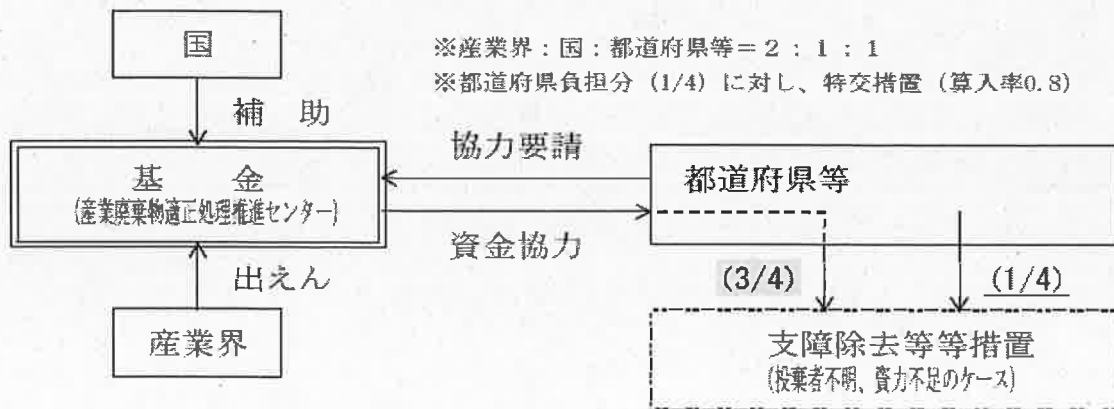 国
※産業界：国：都道府県等＝2：1：1
※都道府県負担分（1/4）に対し、特交措置（算入率0.8）
補　助
基　金
(産業廃棄物適正処理推進センター)
協力要請
都道府県等
資金協力
出えん
産業界
(3/4)
(1/4)
支障除去等等措置
(投棄者不明、資力不足のケース)